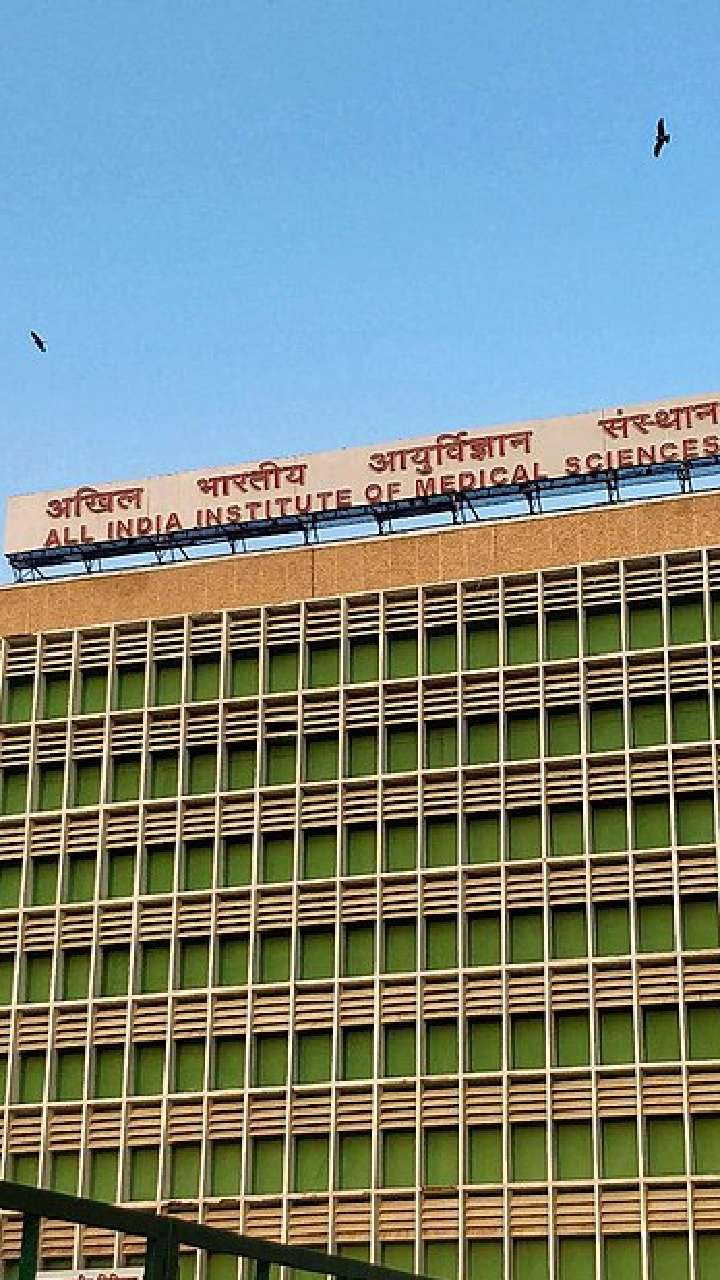 अखिल भारतीय आयुर्विज्ञान संस्थान
ALL INDIA INSTITUTE OF MEDICAL SCIENCES